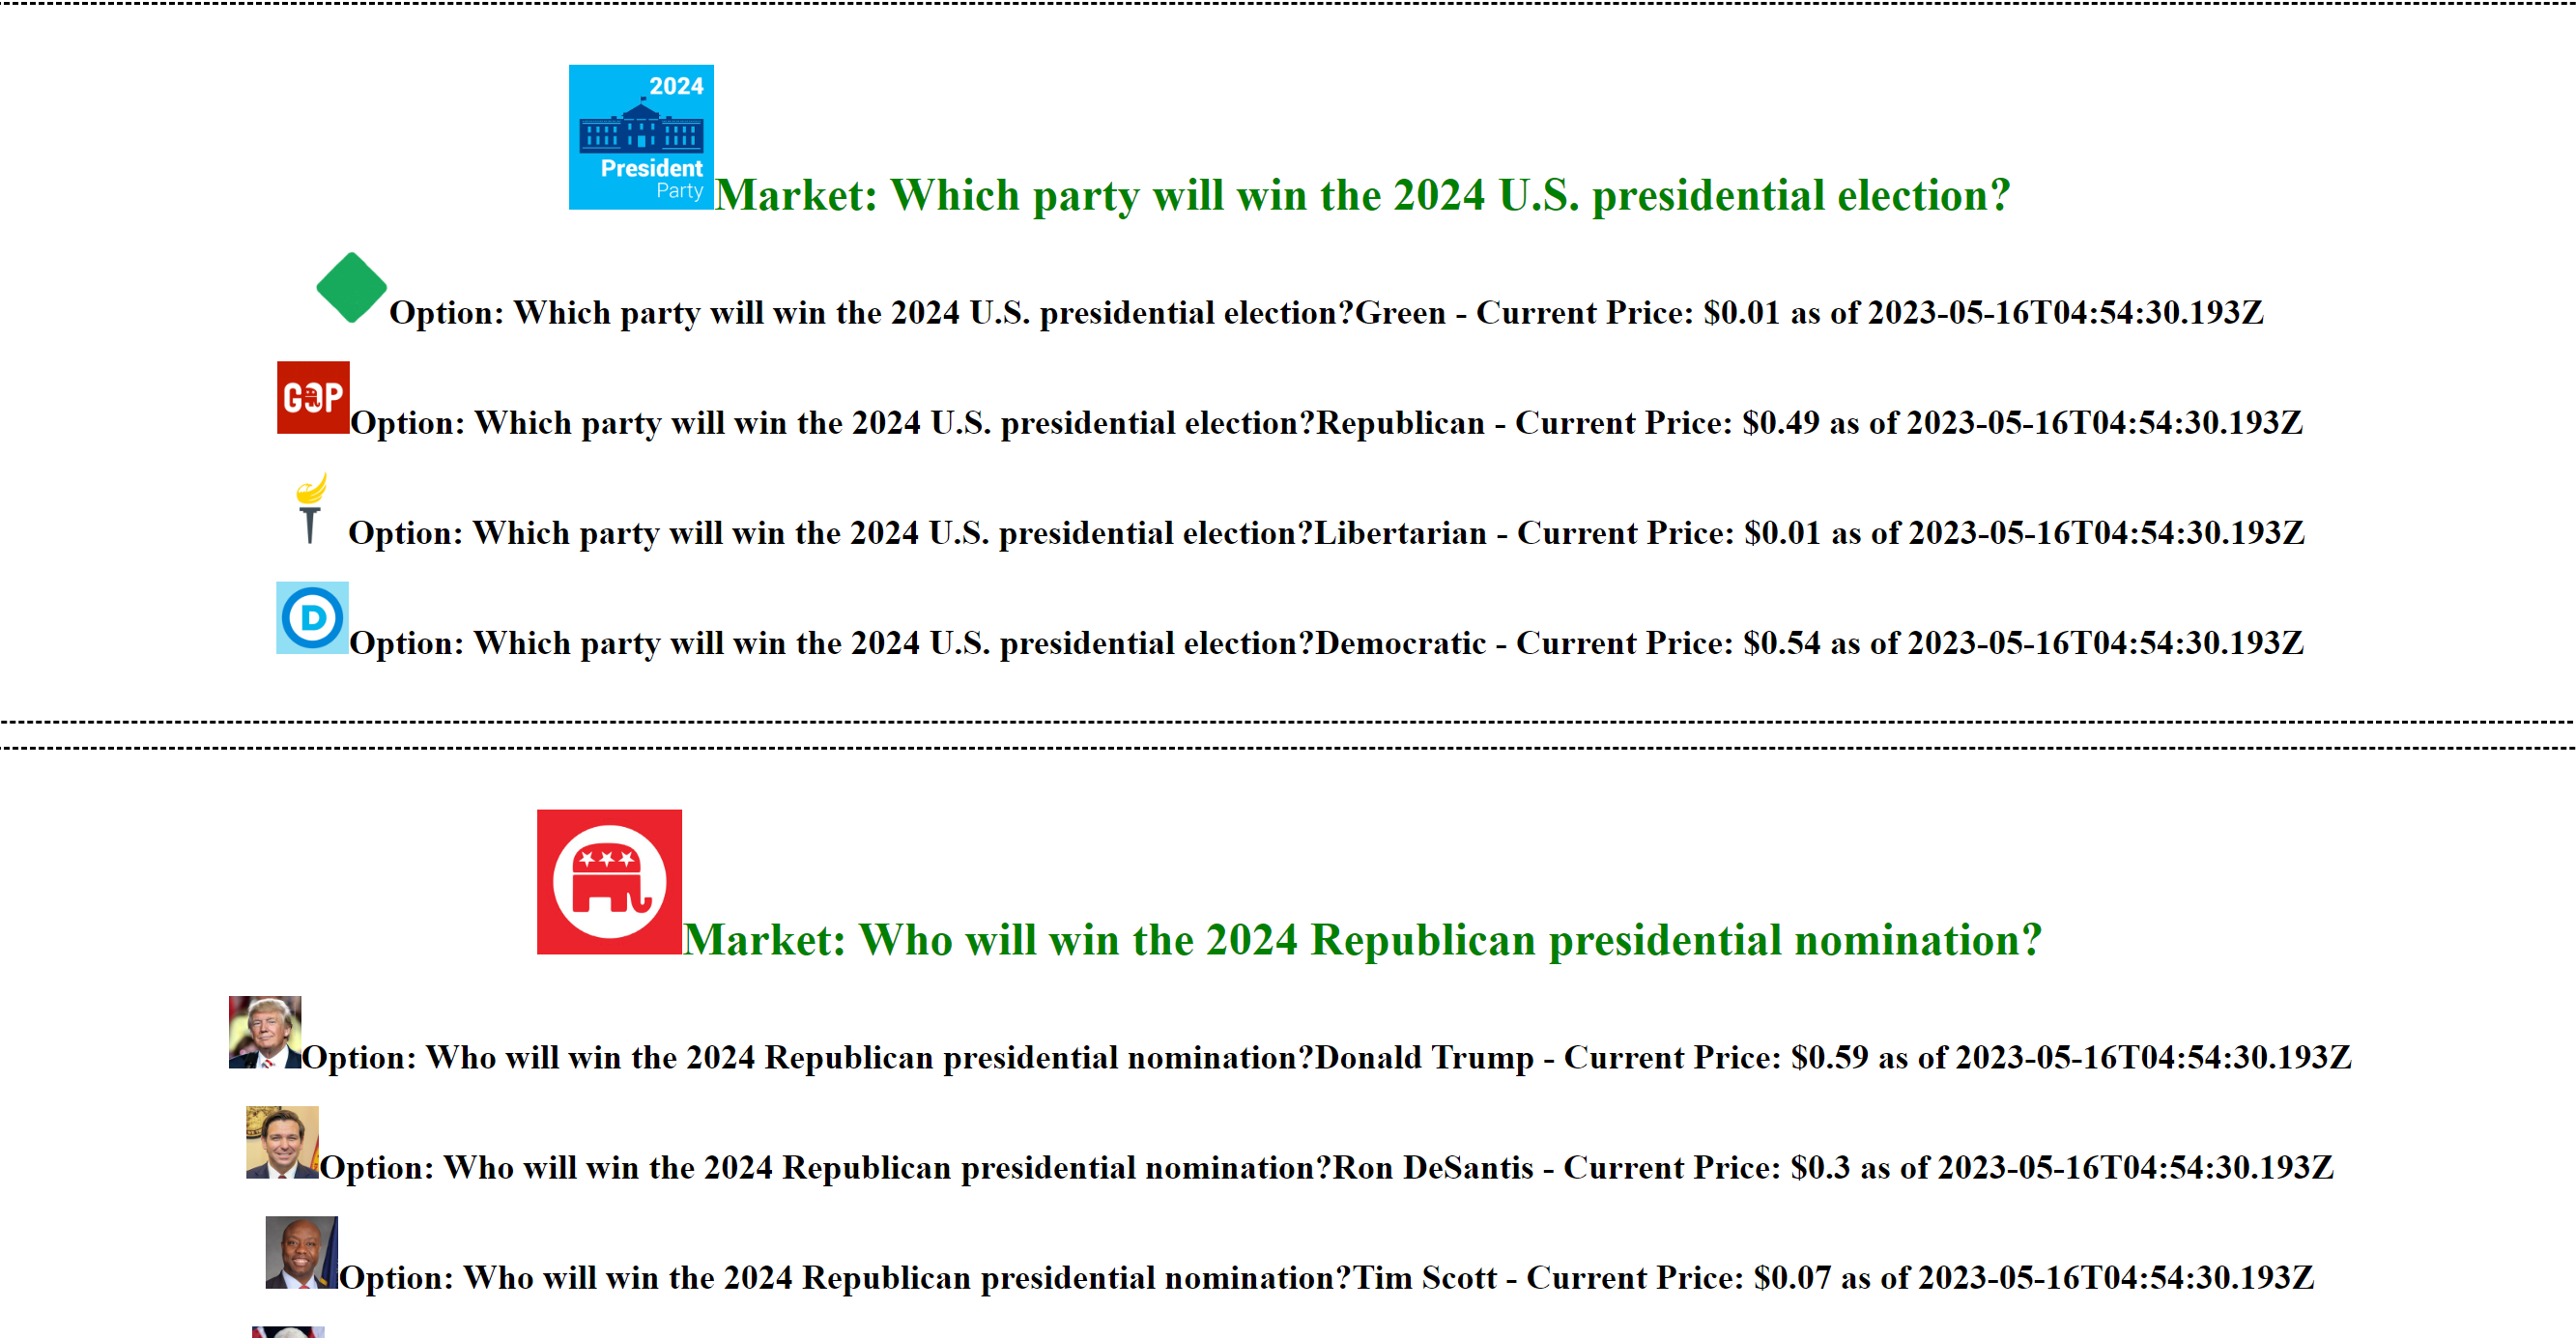 2024
President
Party
Market: Which party will win the 2024 U.S. presidential election?
Option: Which party will win the 2024 U.S. presidential election?Green - Current Price: $0.01 as of 2023-05-16T04:54:30.193Z
GOP
Option: Which party will win the 2024 U.S. presidential election?Republican - Current Price: $0.49 as of 2023-05-16T04:54:30.193Z
Option: Which party will win the 2024 U.S. presidential election?Libertarian - Current Price: $0.01 as of 2023-05-16T04:54:30.193Z
D
Option: Which party will win the 2024 U.S. presidential election?Democratic - Current Price: $0.54 as of 2023-05-16T04:54:30.193Z
Market: Who will win the 2024 Republican presidential nomination?
Option: Who will win the 2024 Republican presidential nomination?Donald Trump - Current Price: $0.59 as of 2023-05-16T04:54:30.193Z
Option: Who will win the 2024 Republican presidential nomination?Ron DeSantis - Current Price: $0.3 as of 2023-05-16T04:54:30.193Z
Option: Who will win the 2024 Republican presidential nomination?Tim Scott - Current Price: $0.07 as of 2023-05-16T04:54:30.193Z